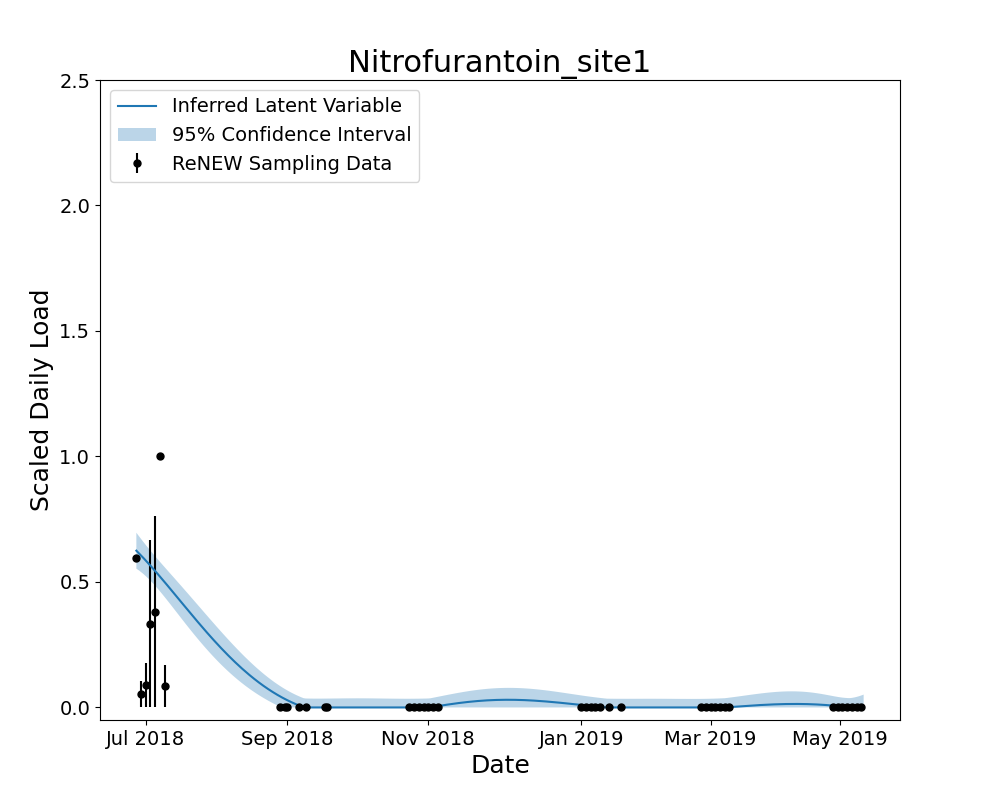 Nitrofurantoin_site1
2.5
2.0
1.5
1.0
0.5
0.0
Scaled Daily Load
Inferred Latent Variable
95% Confidence Interval
ReNEW Sampling Data
Jul 2018
Sep 2018
Nov 2018
Jan 2019
Mar 2019
May 2019
Date